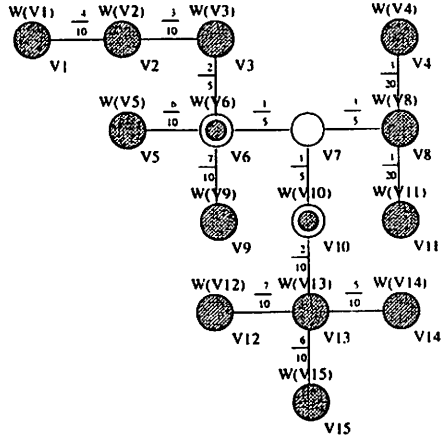 W(V1) W(V2) W(V3) W(V4)
4/10 3/10
V1 V2 V3 V4
2/5 1/20
W(V5) W(V6) W(V8)
6/10 1/5 1/5
V5 V6 V7 V8
7/10 1/5 1/20
W(V9) W(V10) W(V11)
V9 V10 V11
2/10
W(V12) W(V13) W(V14)
7/10 5/10
V12 V13 V14
6/10
W(V15)
V15